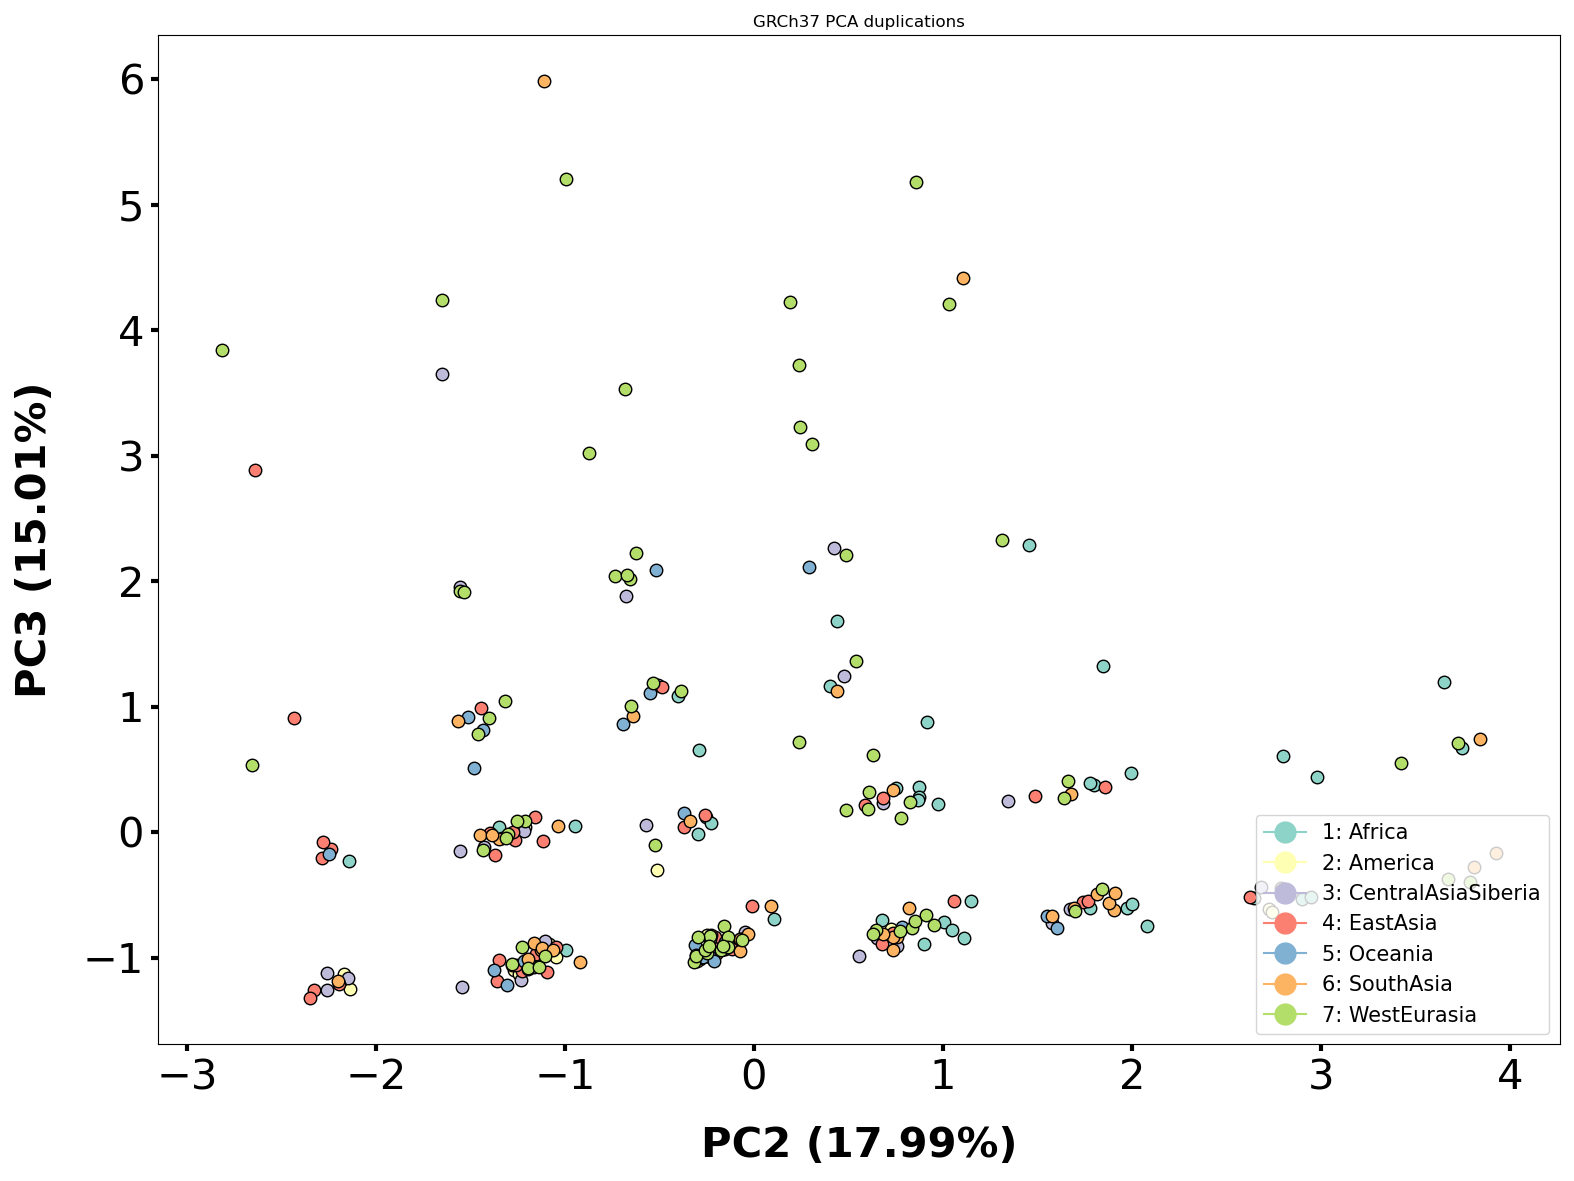 GRCh37 PCA duplications
6
5
4
3
2
1
0
−1
PC3 (15.01%)
1: Africa
2: America
3: CentralAsiaSiberia
4: EastAsia
5: Oceania
6: SouthAsia
7: WestEurasia
−3 −2 −1 0 1 2 3 4
PC2 (17.99%)